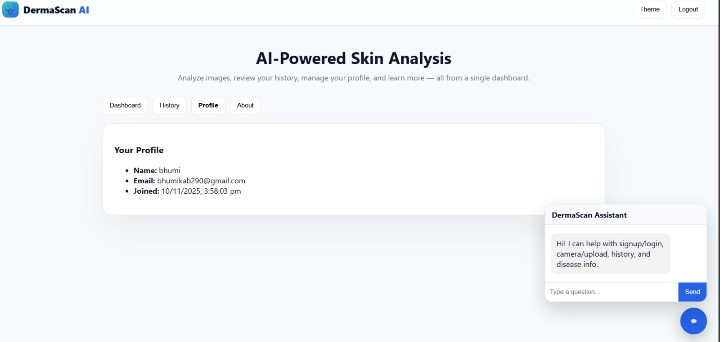 DermaScan AI
Theme
Logout
AI-Powered Skin Analysis
Analyze images, review your history, manage your profile, and learn more — all from a single dashboard.
Dashboard
History
Profile
About
Your Profile
• Name: bhumi
• Email: bhumikab290@gmail.com
• Joined: 10/11/2025, 3:58:03 pm
DermaScan Assistant
Hi! I can help with signup/login,
camera/upload, history, and
disease info.
Type a question...
Send